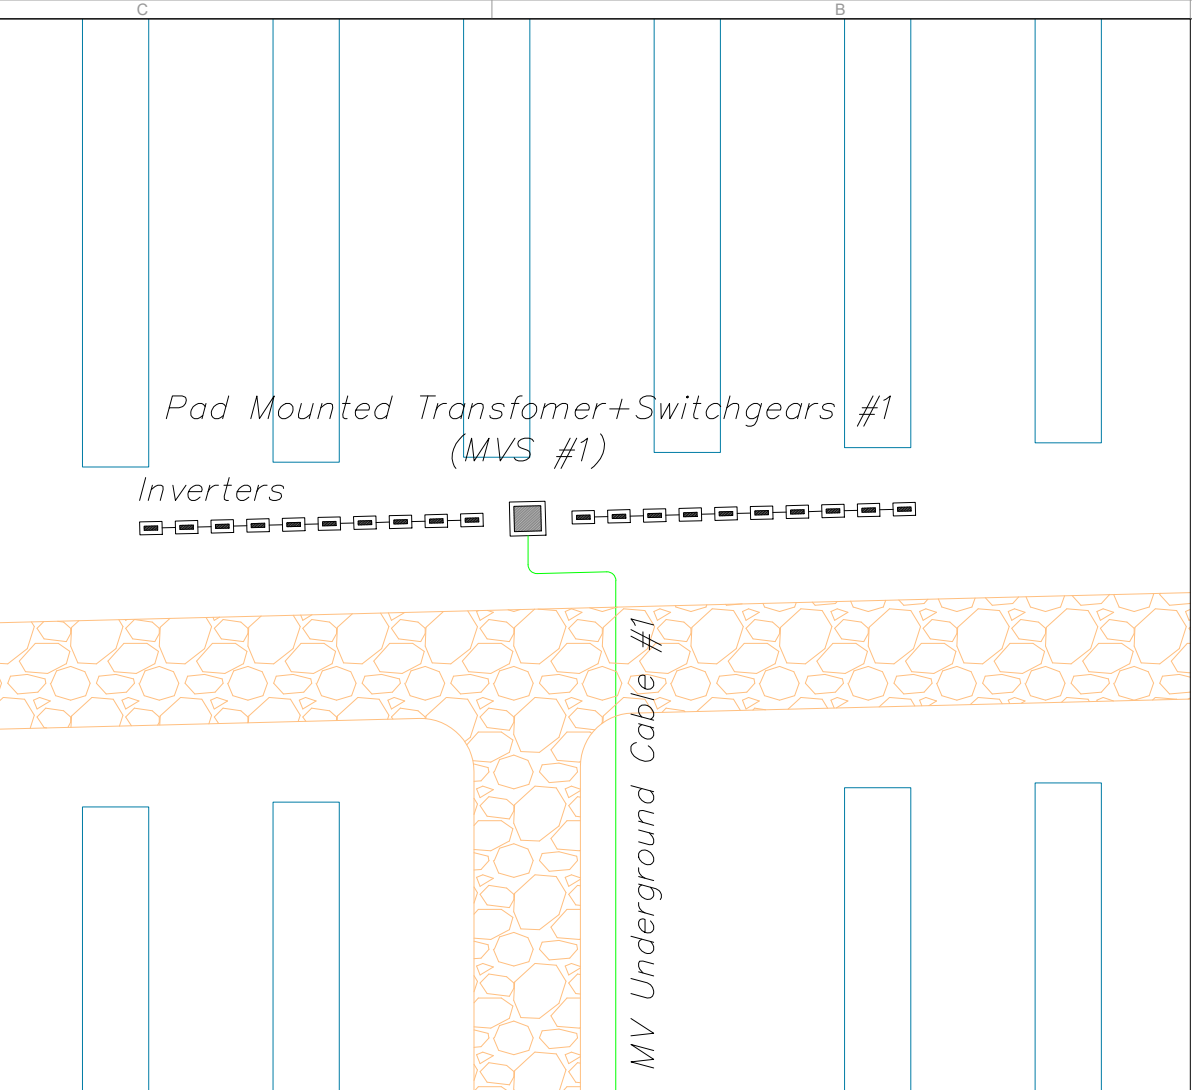 C
B
Pad Mounted Transfomer+Switchgears #1
(MVS #1)
Inverters
MV Underground Cable #1